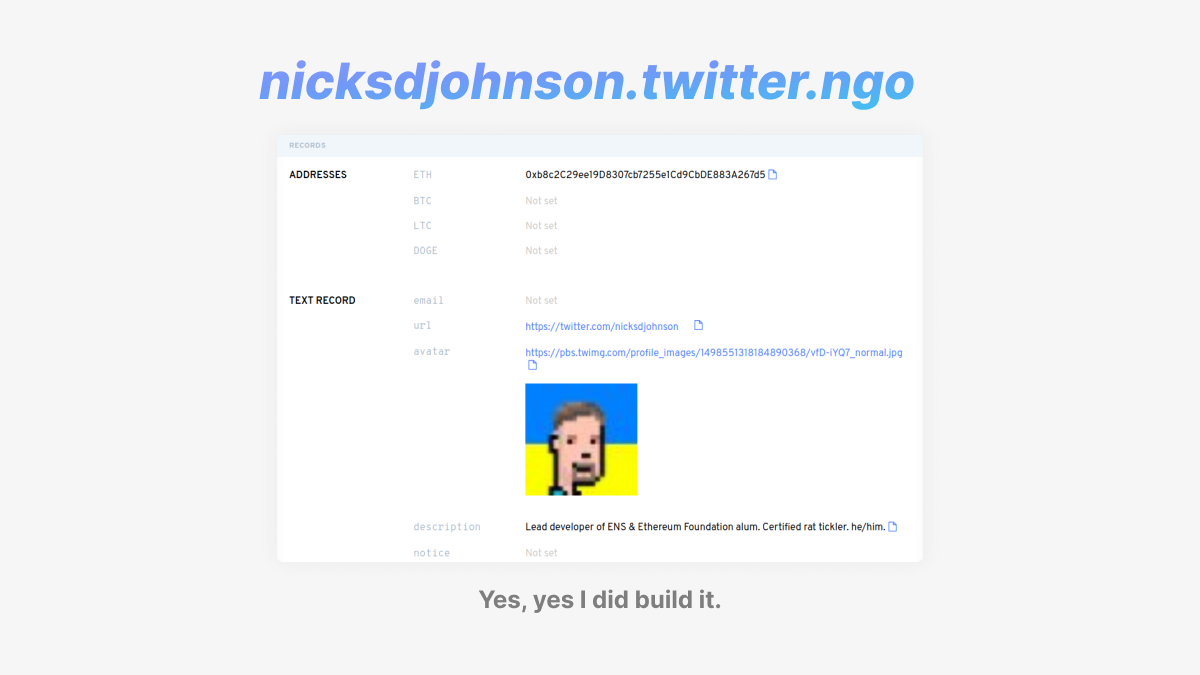 nicksdjohnson.twitter.ngo
RECORDS
ADDRESSES ETH 0xb8c2C29ee19D8307cb7255e1Cd9CbDE883A267d5
BTC Not set
LTC Not set
DOGE Not set
TEXT RECORD email Not set
url https://twitter.com/nicksdjohnson
avatar https://pbs.twimg.com/profile_images/1498551318184890368/vfD-iYQ7_normal.jpg
description Lead developer of ENS & Ethereum Foundation alum. Certified rat tickler. he/him.
notice Not set
Yes, yes I did build it.